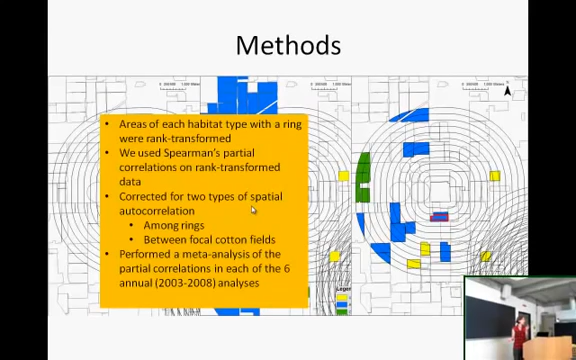 Methods
• Areas of each habitat type with a ring
were rank-transformed
• We used Spearman's partial
correlations on rank-transformed
data
• Corrected for two types of spatial
autocorrelation
• Among rings
• Between focal cotton fields
• Performed a meta-analysis of the
partial correlations in each of the 6
annual (2003-2008) analyses